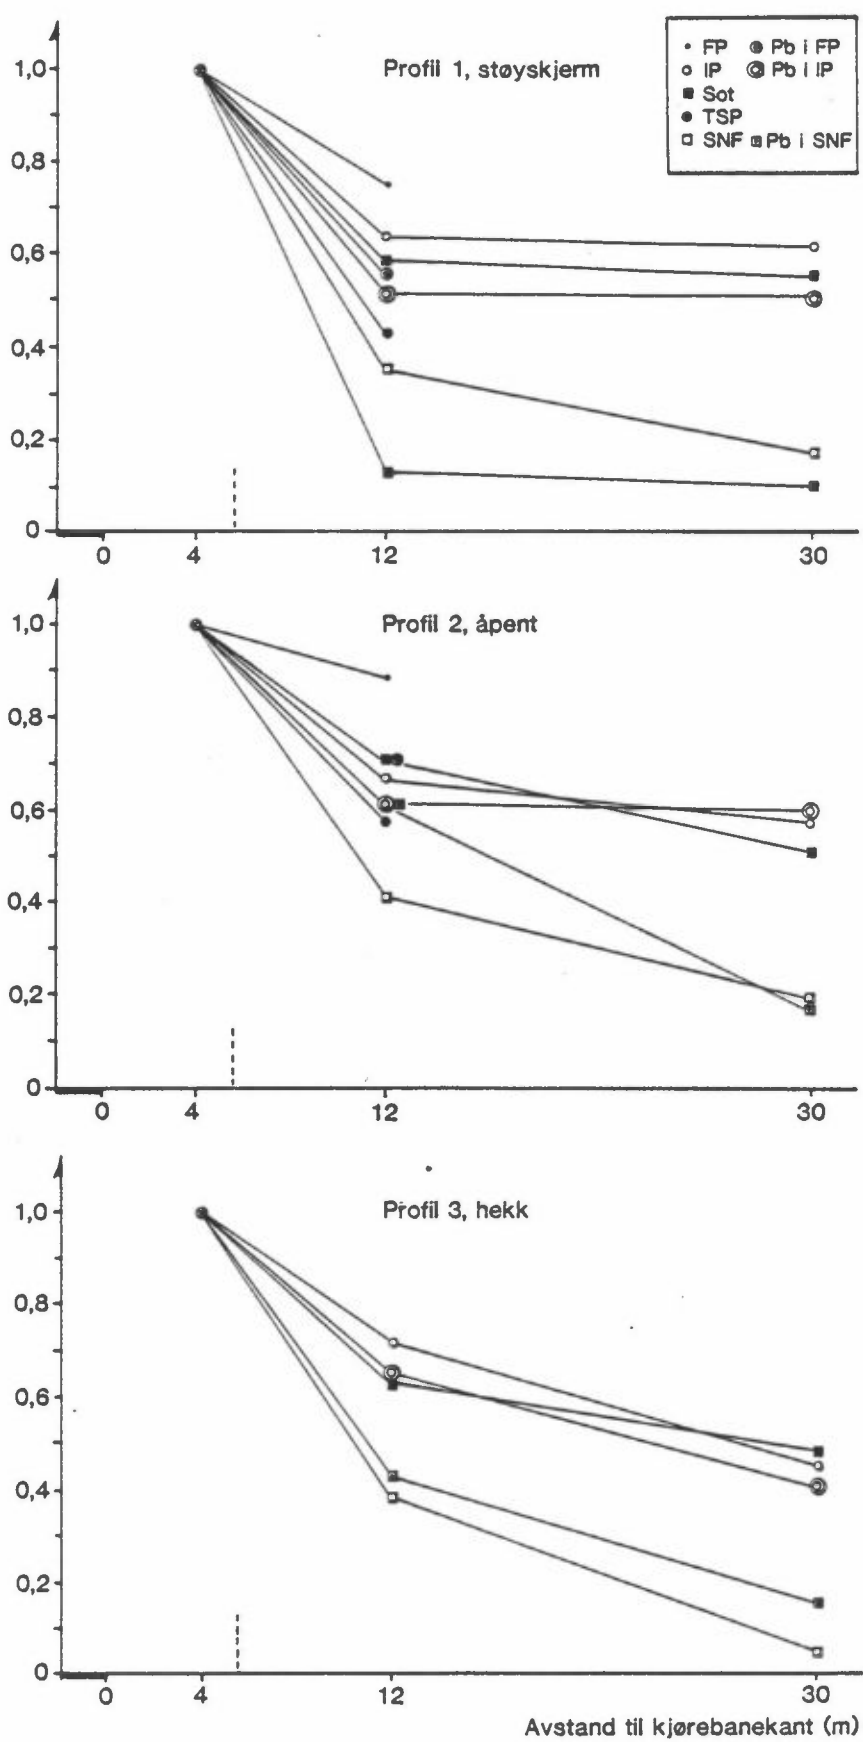 Profil 1, støyskjerm
FP Pb i FP
IP Pb i IP
Sot
TSP
SNF Pb i SNF
1,0
0,8
0,6
0,4
0,2
0
0 4 12 30
Profil 2, åpent
1,0
0,8
0,6
0,4
0,2
0
0 4 12 30
Profil 3, hekk
1,0
0,8
0,6
0,4
0,2
0
0 4 12 30
Avstand til kjørebanekant (m)